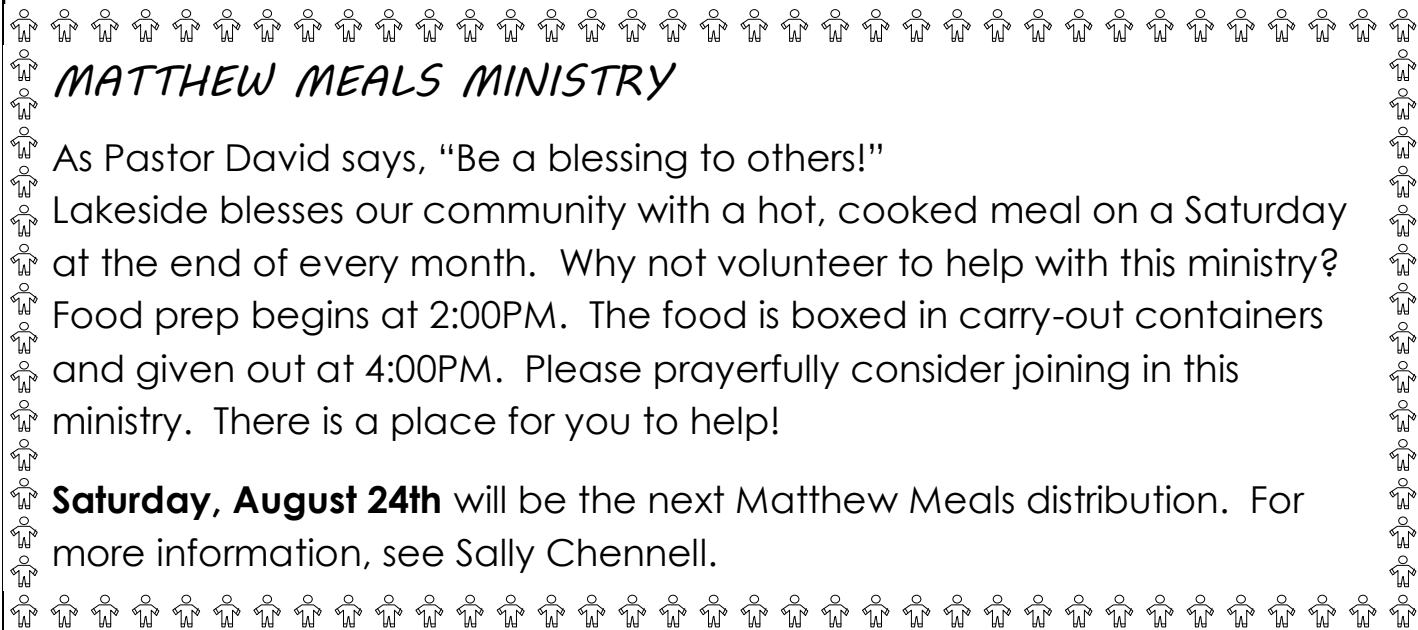 MATTHEW MEALS MINISTRY
As Pastor David says, “Be a blessing to others!”
Lakeside blesses our community with a hot, cooked meal on a Saturday
at the end of every month.  Why not volunteer to help with this ministry?
Food prep begins at 2:00PM.  The food is boxed in carry-out containers
and given out at 4:00PM.  Please prayerfully consider joining in this
ministry.  There is a place for you to help!
Saturday, August 24th will be the next Matthew Meals distribution.  For
more information, see Sally Chennell.